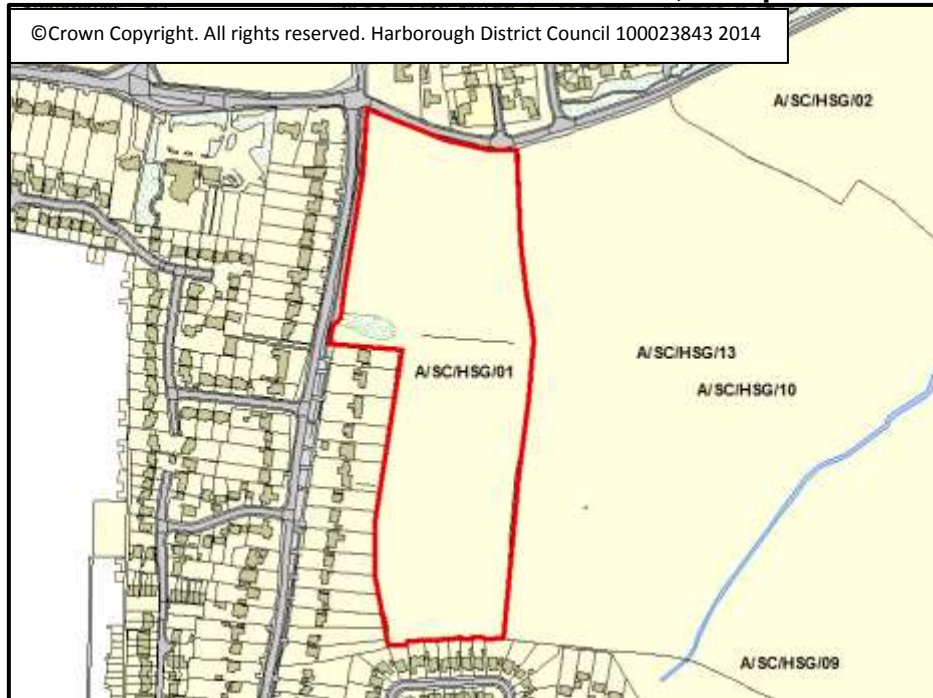 ©Crown Copyright. All rights reserved. Harborough District Council 100023843 2014
A/SC/HSG/02
A/SC/HSG/13
A/SC/HSG/01
A/SC/HSG/10
A/SC/HSG/09